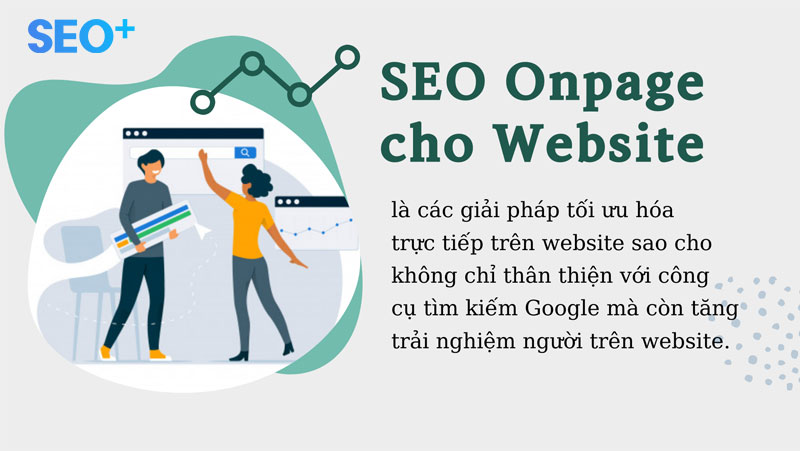 SEO+
SEO Onpage
cho Website
là các giải pháp tối ưu hóa
trực tiếp trên website sao cho
không chỉ thân thiện với công
cụ tìm kiếm Google mà còn tăng
trải nghiệm người trên website.